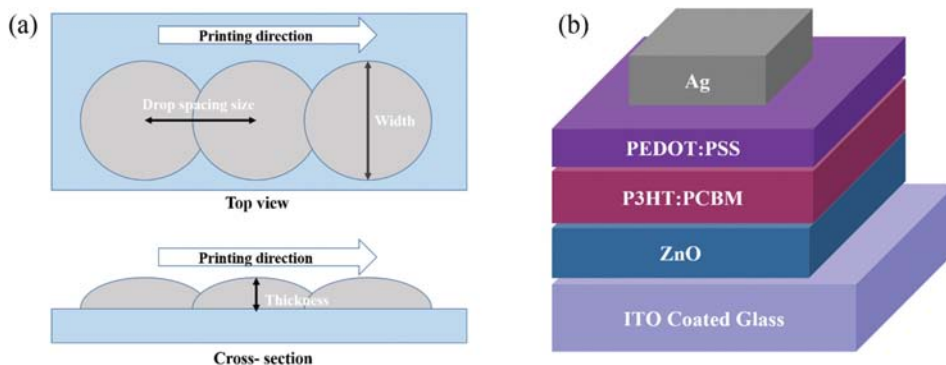 (a)
Printing direction
Drop spacing size
Width
Top view
Printing direction
Thickness
Cross- section
(b)
Ag
PEDOT:PSS
P3HT:PCBM
ZnO
ITO Coated Glass